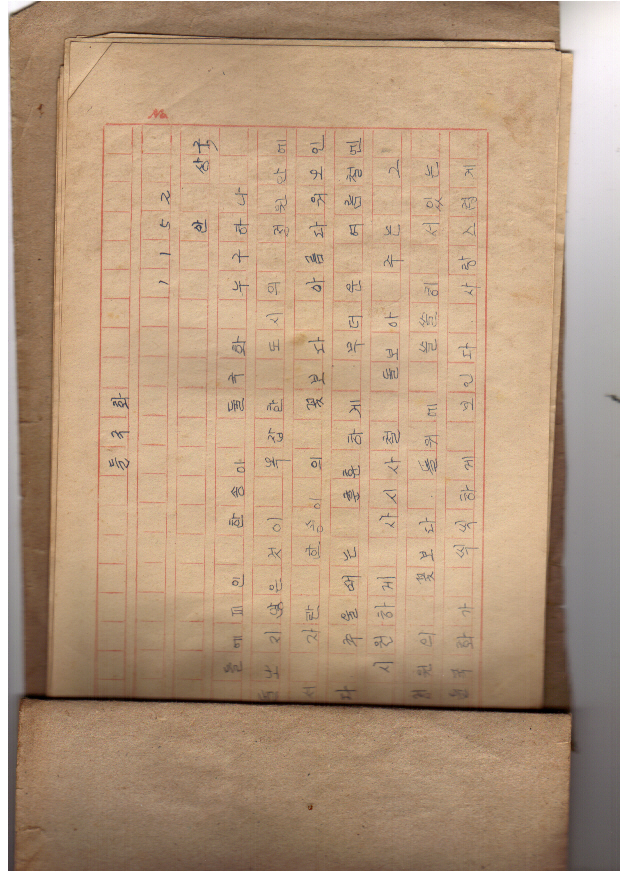 들국화
1152
안 상국
들에피인 한송이 들국화 누구하나
돌보지않은것이 복잡한 도시의 정원안에
서 자란 한송이의 꽃보다 아름다워보인
다 추울때는 훈훈하게 무더운 여름철엔
시원하게 사시사철 돌보아 주는 그
원의 꽃보다 들위에 쓸쓸히 서있는
들국화가 씩씩하게 보인다 사랑스럽게